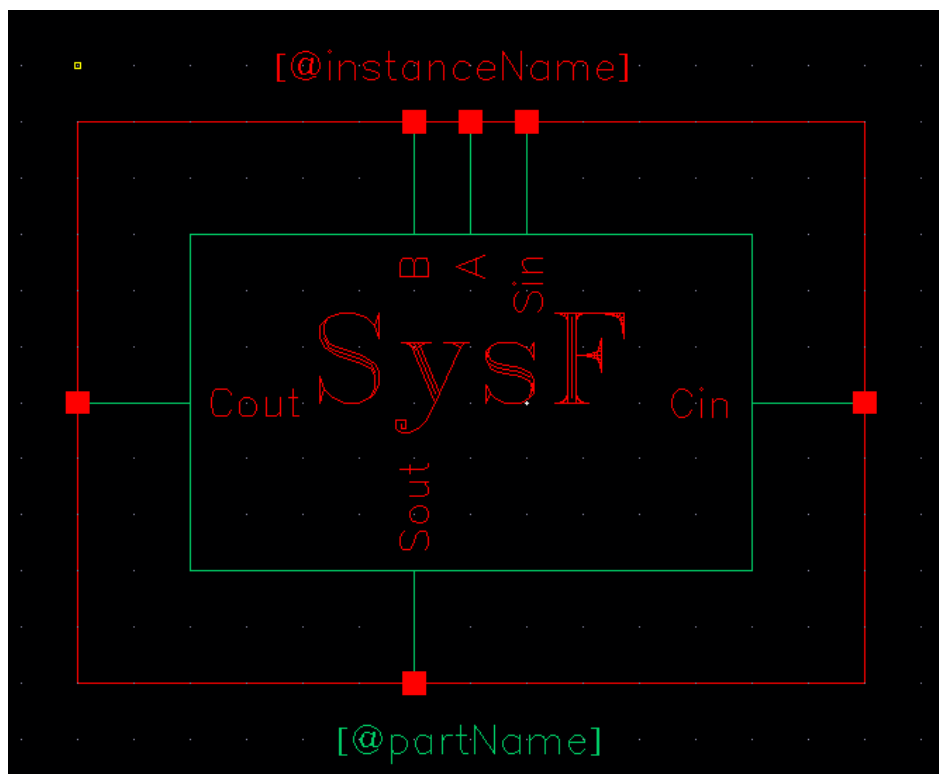 [@instanceName]
B
A
Sin
SysF
Cout
Cin
Sout
[@partName]